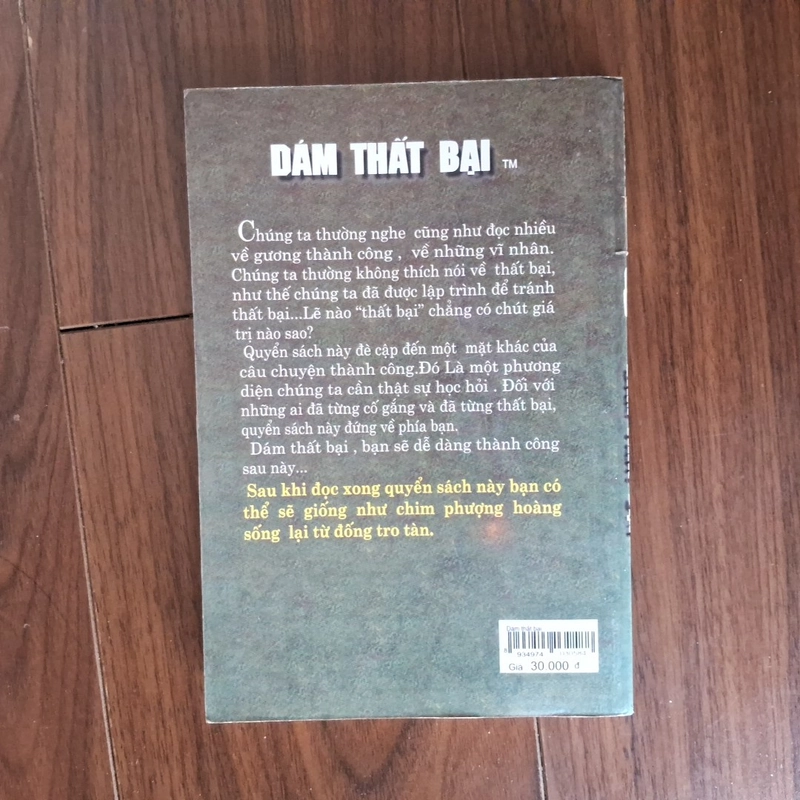 DÁM THẤT BẠI ™
Chúng ta thường nghe cũng như đọc nhiều
về gương thành công , về những vĩ nhân.
Chúng ta thường không thích nói về thất bại,
như thế chúng ta đã được lập trình để tránh
thất bại...Lẽ nào “thất bại” chẳng có chút giá
trị nào sao?
Quyển sách này đè cập đến một mặt khác của
câu chuyện thành công.Đó Là một phương
diện chúng ta cần thật sự học hỏi . Đối với
những ai đã từng cố gắng và đã từng thất bại,
quyển sách này đứng về phía bạn.
Dám thất bại , bạn sẽ dễ dàng thành công
sau này...
Sau khi đọc xong quyển sách này bạn có
thể sẽ giống như chim phượng hoàng
sống lại từ đống tro tàn.
Dám thất bại
8 934974
Giá 30.000 đ